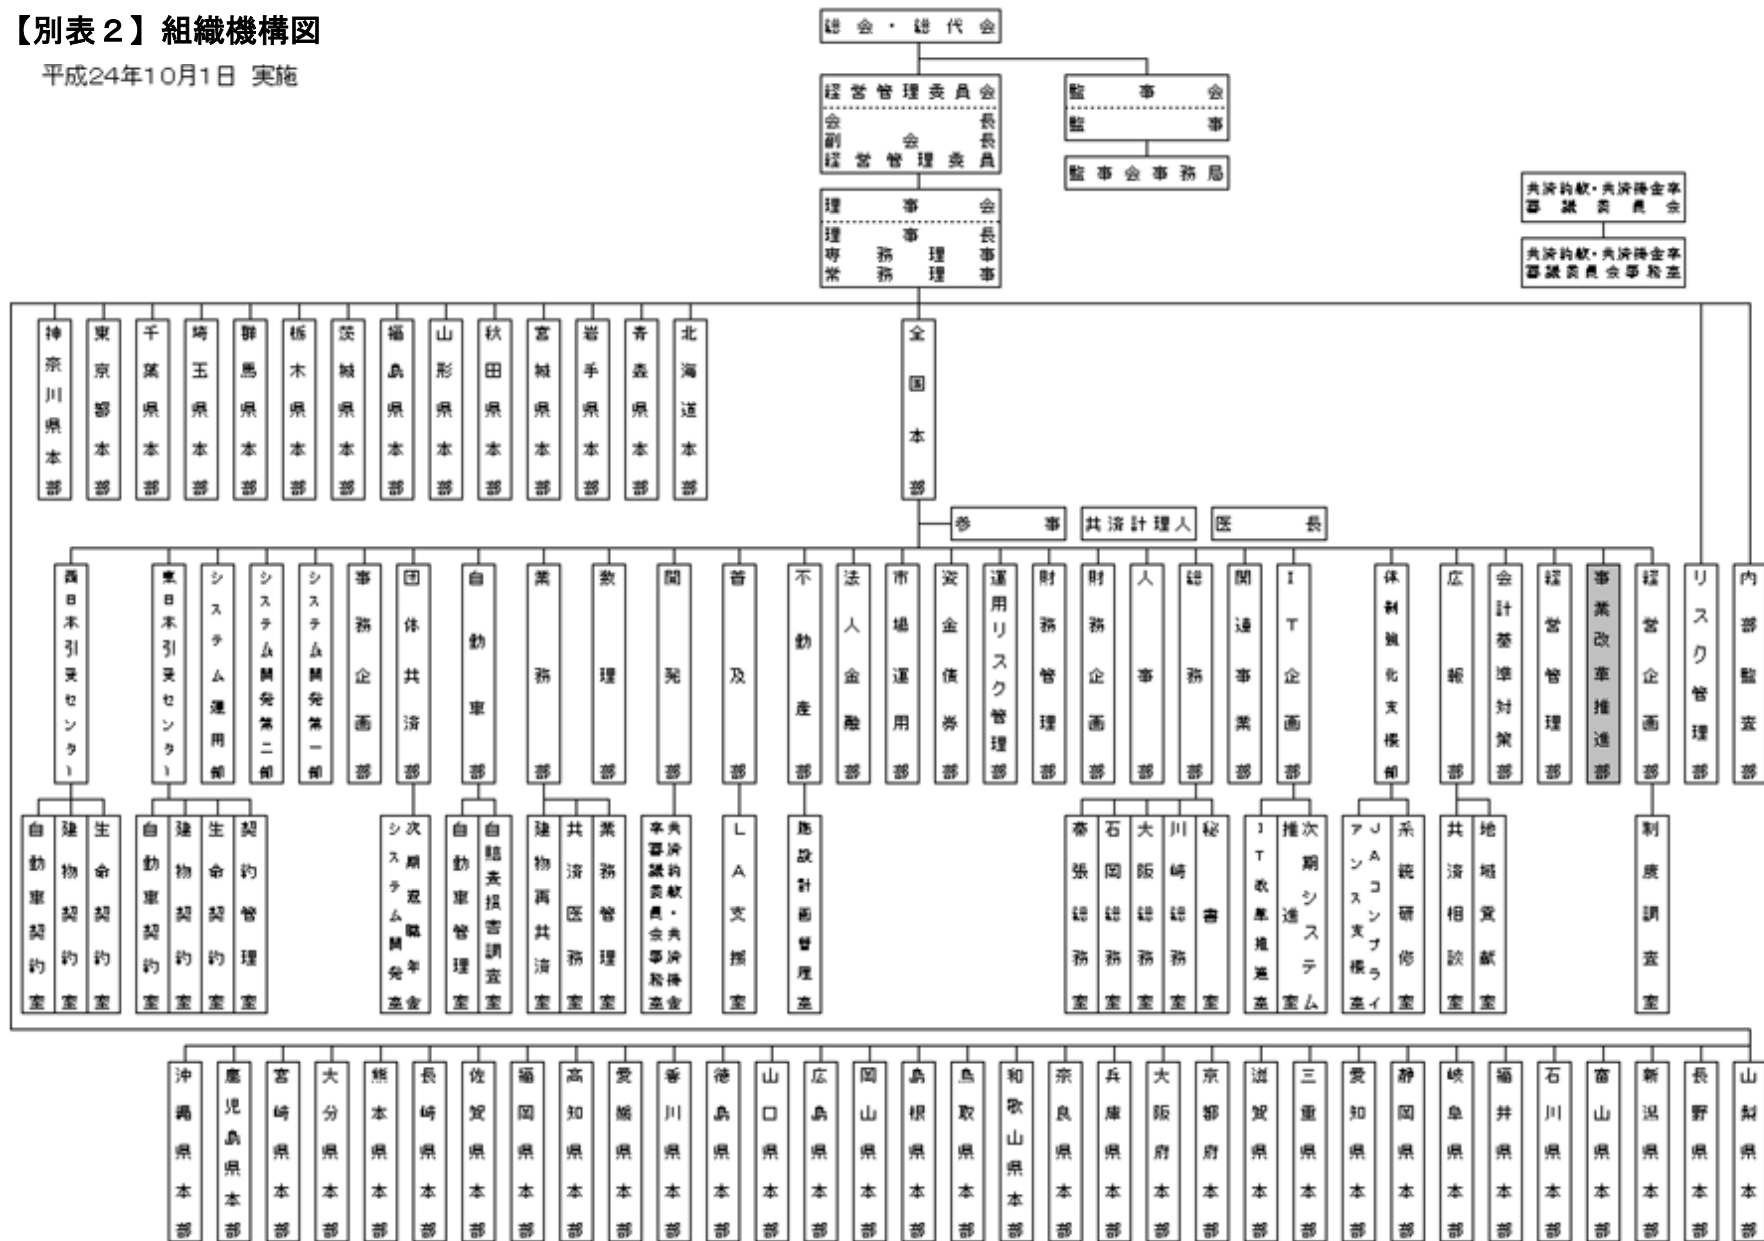 【別表２】組織機構図
平成24年10月1日 実施
総会・総代会
経営管理委員会
会長
副会長
経営管理委員
監事会
監事
監事会事務局
理事会
理事長
専務理事
常務理事
共済約款・共済掛金率
審議委員会
共済約款・共済掛金率
審議委員会事務室
神奈川県本部
東京都本部
千葉県本部
埼玉県本部
群馬県本部
栃木県本部
茨城県本部
福島県本部
山形県本部
秋田県本部
宮城県本部
岩手県本部
青森県本部
北海道本部
全国本部
参事
共済計理人
医長
西日本引受センター
東日本引受センター
システム運用部
システム開発第二部
システム開発第一部
事務企画部
団体共済部
自動車部
業務部
数理部
開発部
普及部
不動産部
法人金融部
市場運用部
資金債券部
運用リスク管理部
財務管理部
財務企画部
人事部
総務部
関連事業部
ＩＴ企画部
体制強化支援部
広報部
会計基準対策室
経営管理部
事業改革推進部
経営企画部
リスク管理部
内部監査部
自動車契約室
建物契約室
生命契約室
自動車契約室
建物契約室
生命契約室
契約管理室
次期退職年金
システム開発室
自動車管理室
自賠責損害調査室
建物再共済室
共済医務室
業務管理室
共済約款・共済掛金
率審議委員会事務室
ＬＡ支援室
施設計画管理室
幕張総務室
石岡総務室
大阪総務室
川崎総務室
秘書室
ＩＴ改革推進室
次期システム
推進室
ＪＡコンプライ
アンス支援室
系統研修室
共済相談室
地域貢献室
制度調査室
沖縄県本部
鹿児島県本部
宮崎県本部
大分県本部
熊本県本部
長崎県本部
佐賀県本部
福岡県本部
高知県本部
愛媛県本部
香川県本部
徳島県本部
山口県本部
広島県本部
岡山県本部
島根県本部
鳥取県本部
和歌山県本部
奈良県本部
兵庫県本部
大阪府本部
京都府本部
滋賀県本部
三重県本部
愛知県本部
静岡県本部
岐阜県本部
福井県本部
石川県本部
富山県本部
新潟県本部
長野県本部
山梨県本部